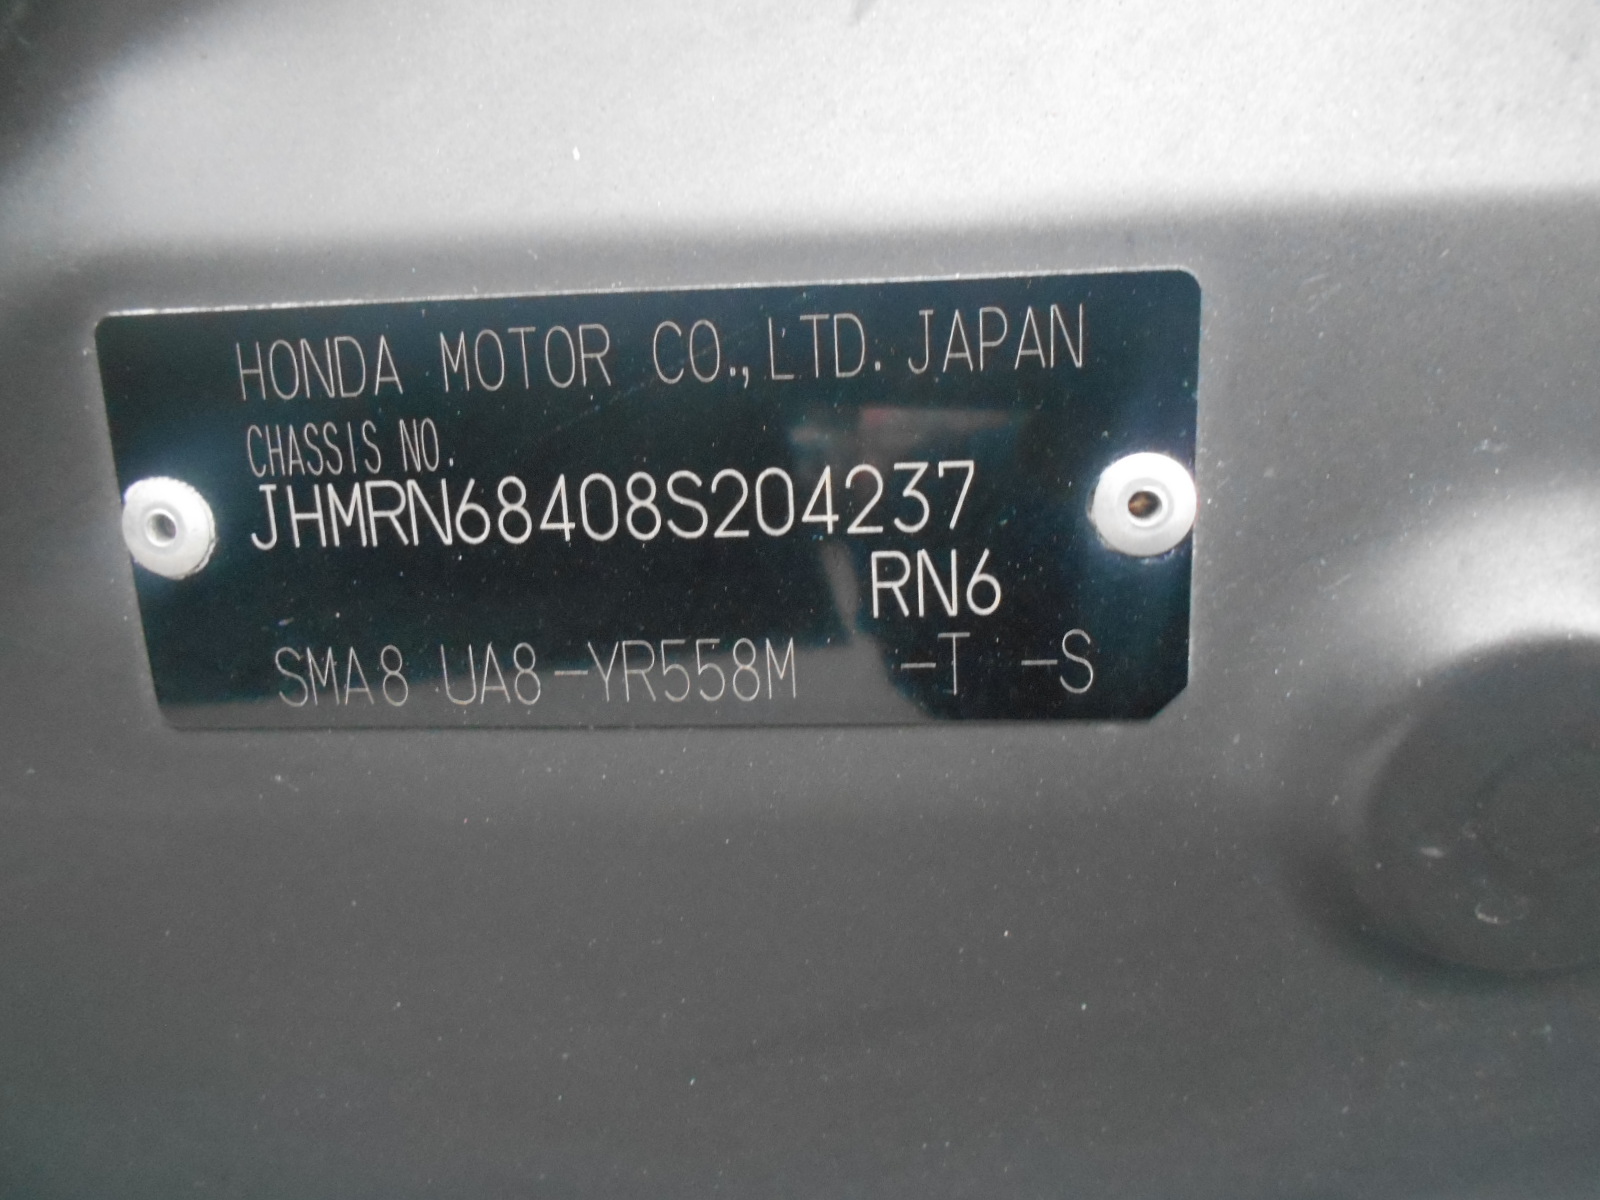 HONDA MOTOR CO., LTD. JAPAN
CHASSIS NO.
JHMRN68408S204237
RN6
SMA8 UA8-YR558M -T -S